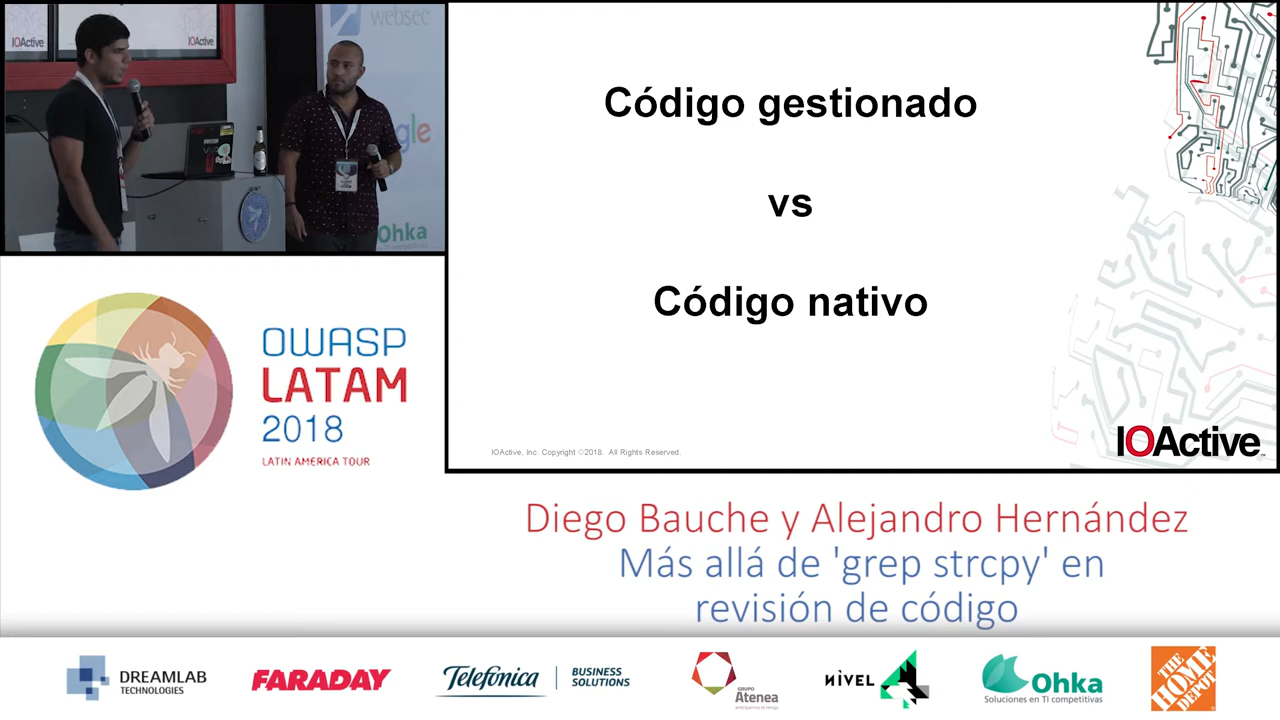 IOActive
IOActive
websec
gle
Ohka
Código gestionado
vs
Código nativo
IOActive, Inc. Copyright ©2018. All Rights Reserved.
IOActive
OWASP
LATAM
2018
LATIN AMERICA TOUR
Diego Bauche y Alejandro Hernández
Más allá de 'grep strcpy' en
revisión de código
DREAMLAB
TECHNOLOGIES
FARADAY
Telefónica
BUSINESS
SOLUTIONS
GRUPO
Atenea
NIVEL 4
Ohka
Soluciones en TI competitivas
THE
HOME
DEPOT